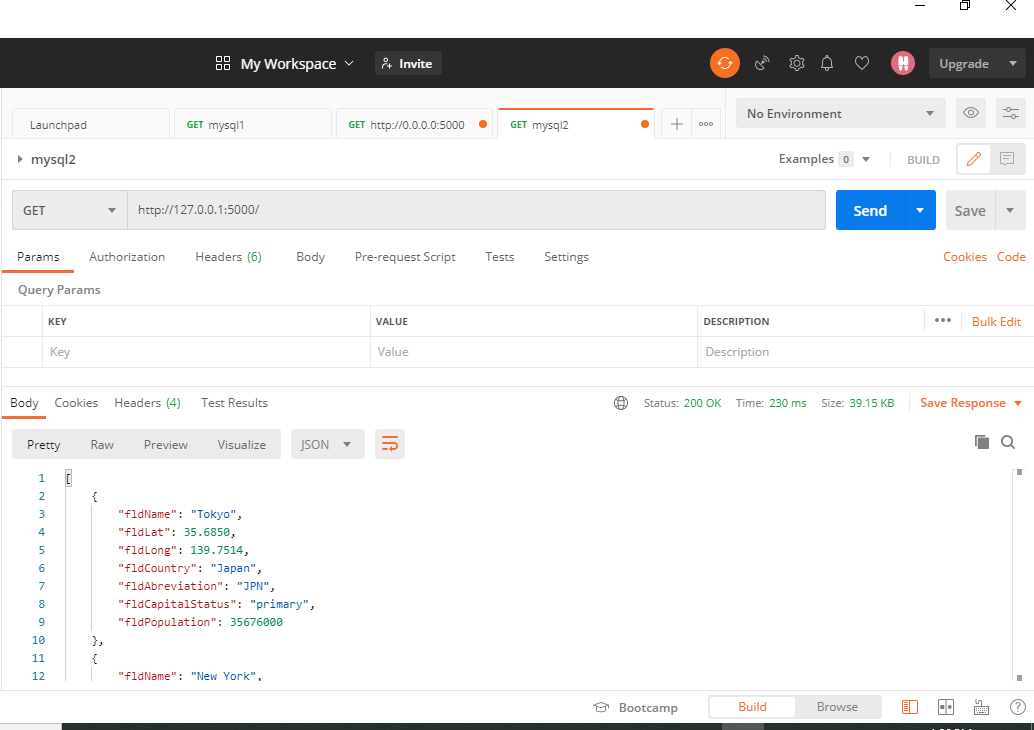 My Workspace Invite Upgrade
Launchpad GET mysql1 GET http://0.0.0.0:5000 GET mysql2 No Environment
mysql2 Examples 0 BUILD
GET http://127.0.0.1:5000/ Send Save
Params Authorization Headers (6) Body Pre-request Script Tests Settings Cookies Code
Query Params
KEY VALUE DESCRIPTION Bulk Edit
Key Value Description
Body Cookies Headers (4) Test Results Status: 200 OK Time: 230 ms Size: 39.15 KB Save Response
Pretty Raw Preview Visualize JSON
1 [
2 {
3 "fldName": "Tokyo",
4 "fldLat": 35.6850,
5 "fldLong": 139.7514,
6 "fldCountry": "Japan",
7 "fldAbreviation": "JPN",
8 "fldCapitalStatus": "primary",
9 "fldPopulation": 35676000
10 },
11 {
12 "fldName": "New York",
Bootcamp Build Browse